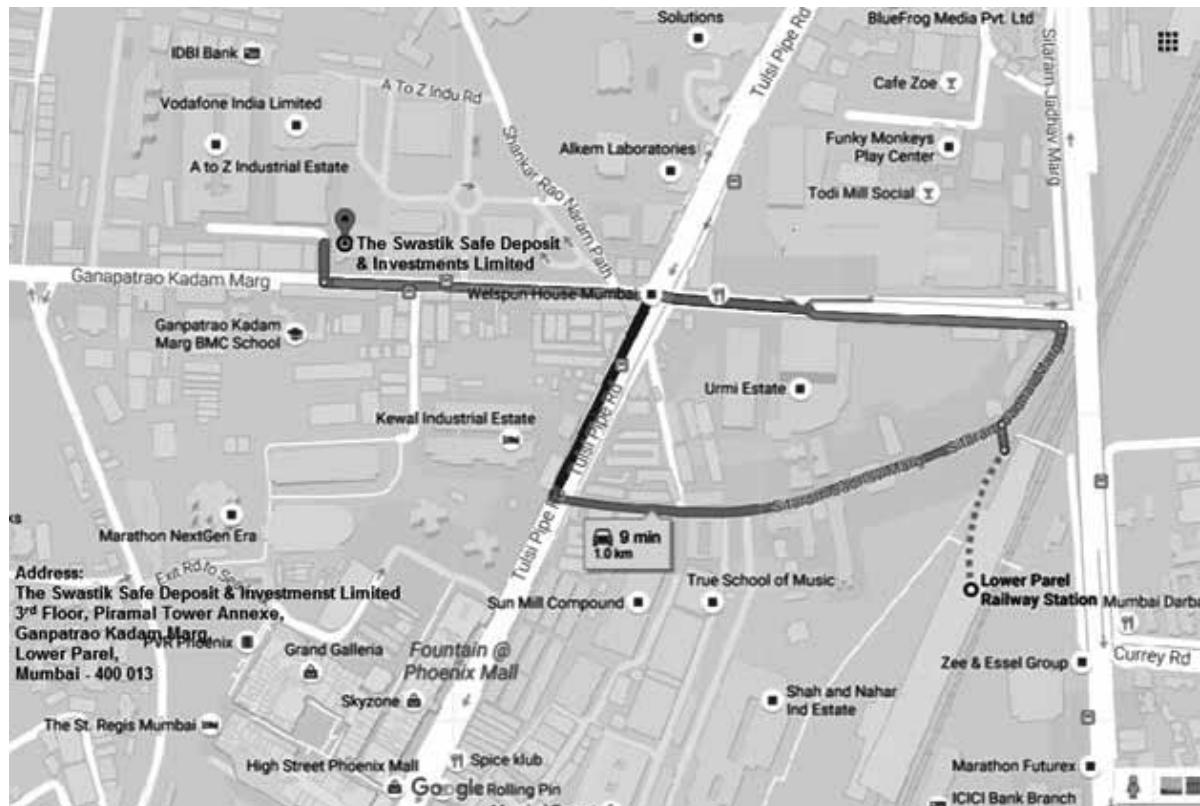 Solutions
BlueFrog Media Pvt. Ltd
IDBI Bank
Tulsi Pipe Rd
Sitaram Jadhav Marg
A To Z Indu Rd
Cafe Zoe
Vodafone India Limited
Shankar Rao Naram Path
Funky Monkeys
Play Center
A to Z Industrial Estate
Alkem Laboratories
Todi Mill Social
The Swastik Safe Deposit
& Investments Limited
Ganapatrao Kadam Marg
Welspun House Mumbai
Ganpatrao Kadam
Marg BMC School
Urmi Estate
Tulsi Pipe Rd
Kewal Industrial Estate
Tulsi Pipe R
Marathon NextGen Era
9 min
1.0 km
Exit Rd to
Address:
The Swastik Safe Deposit & Investmenst Limited
3rd Floor, Piramal Tower Annexe,
Ganpatrao Kadam Marg,
Lower Parel,
Mumbai - 400 013
True School of Music
Lower Parel
Railway Station
Mumbai Darba
Sun Mill Compound
PVR Phoenix
Grand Galleria
Fountain @
Phoenix Mall
Currey Rd
Zee & Essel Group
Skyzone
Shah and Nahar
Ind Estate
The St. Regis Mumbai
High Street Phoenix Mall
Spice klub
Marathon Futurex
Google
Rolling Pin
ICICI Bank Branch